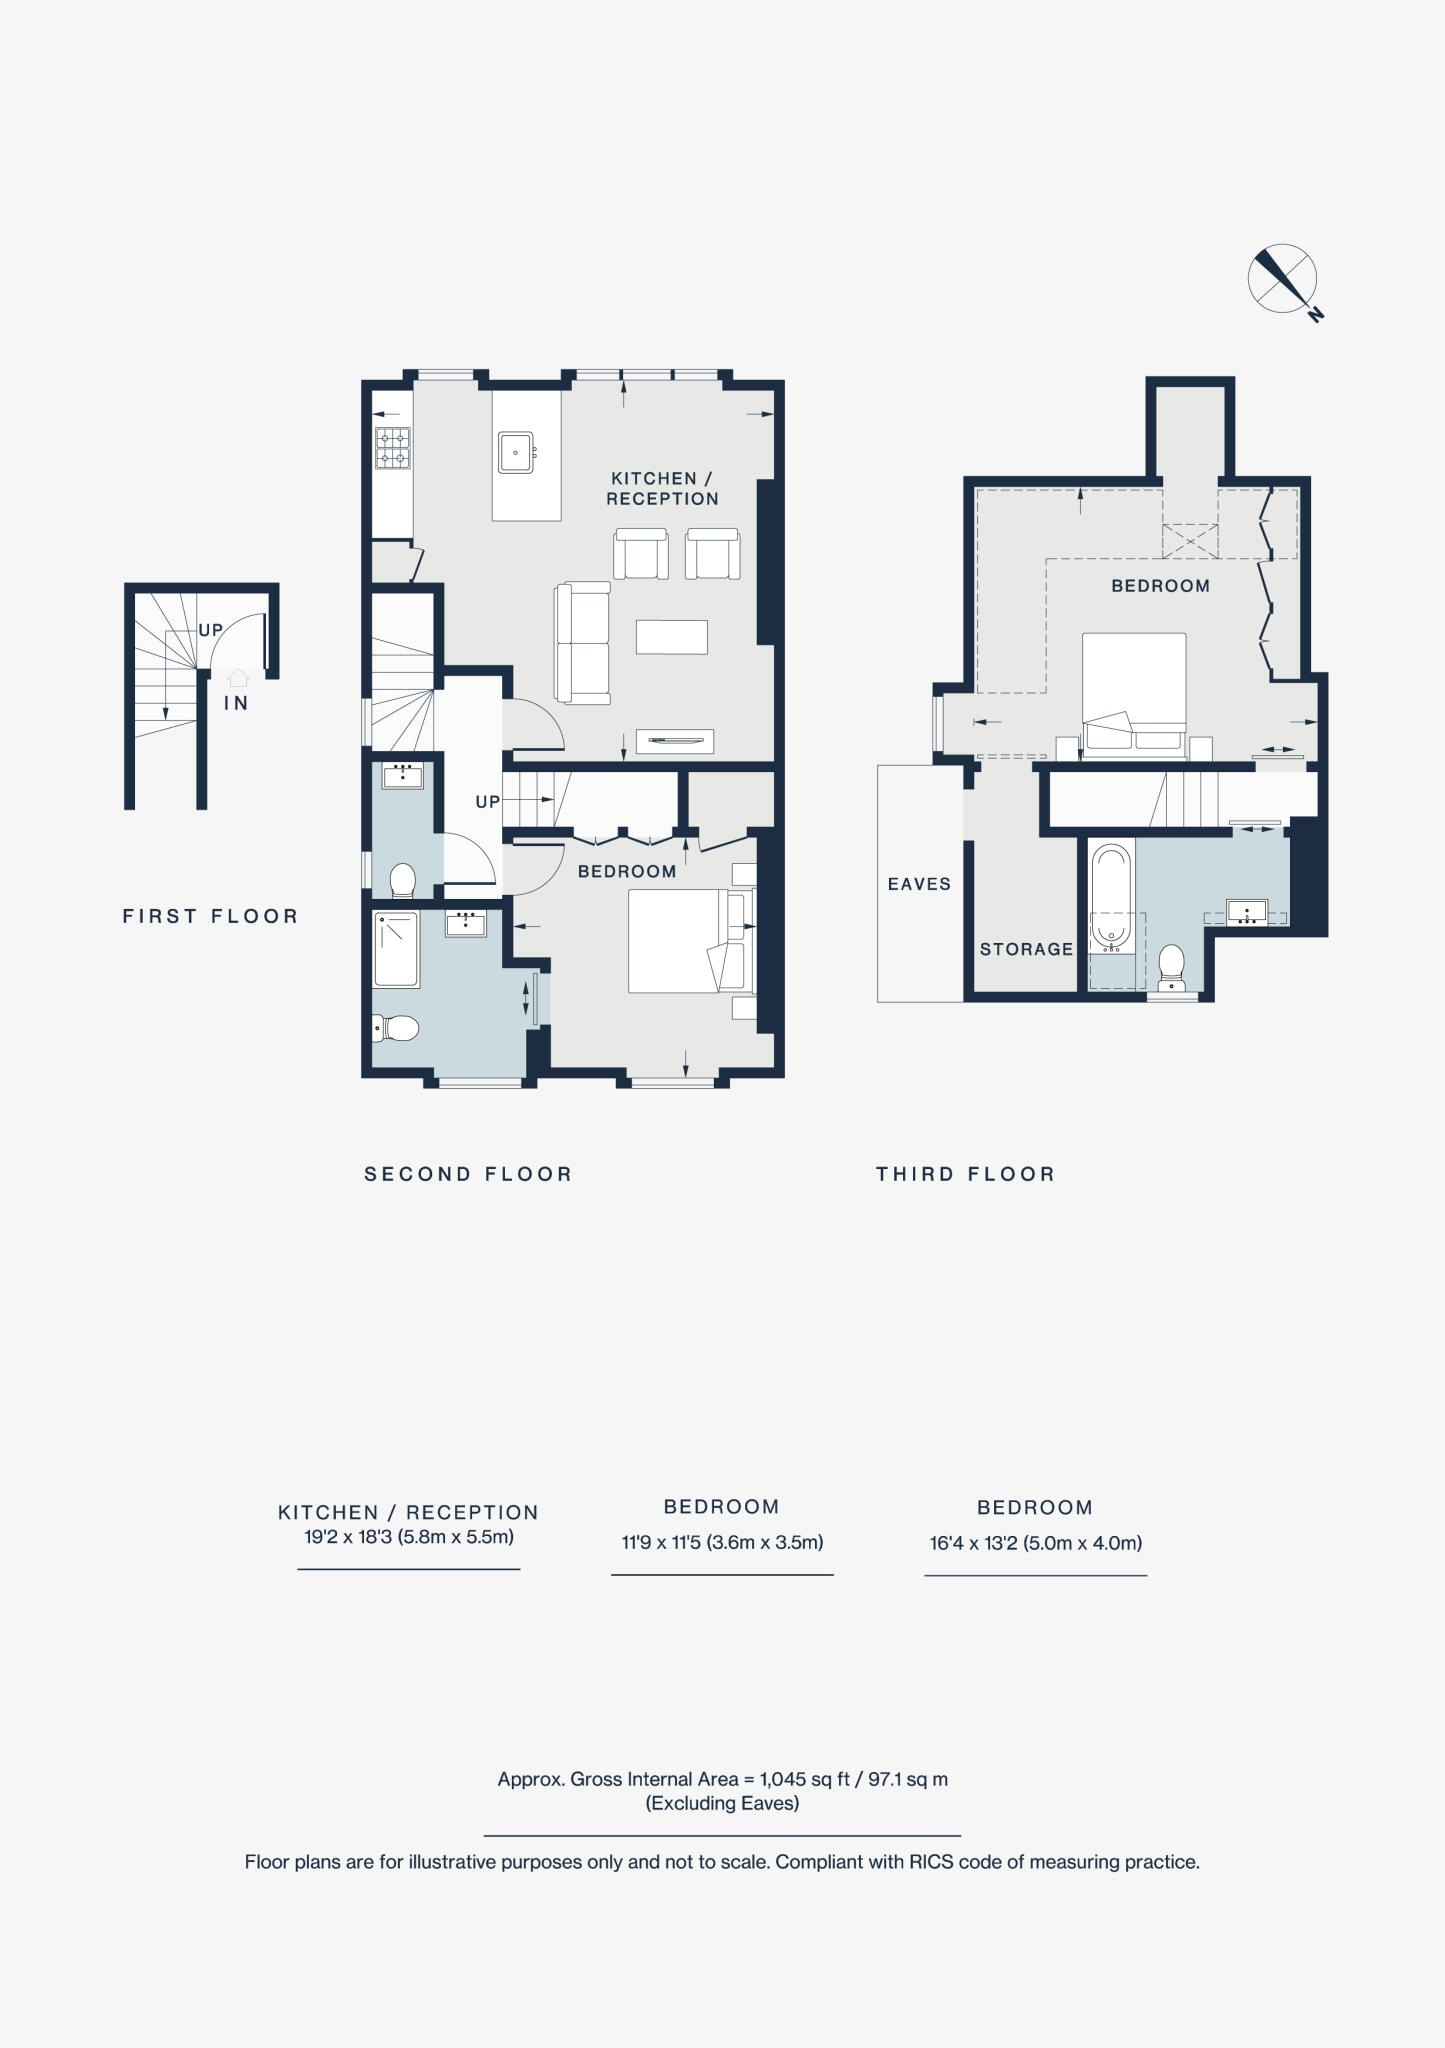 N
KITCHEN /
RECEPTION
BEDROOM
UP
IN
UP
BEDROOM
EAVES
STORAGE
FIRST FLOOR
SECOND FLOOR
THIRD FLOOR
KITCHEN / RECEPTION
19'2 x 18'3 (5.8m x 5.5m)
BEDROOM
11'9 x 11'5 (3.6m x 3.5m)
BEDROOM
16'4 x 13'2 (5.0m x 4.0m)
Approx. Gross Internal Area = 1,045 sq ft / 97.1 sq m
(Excluding Eaves)
Floor plans are for illustrative purposes only and not to scale. Compliant with RICS code of measuring practice.